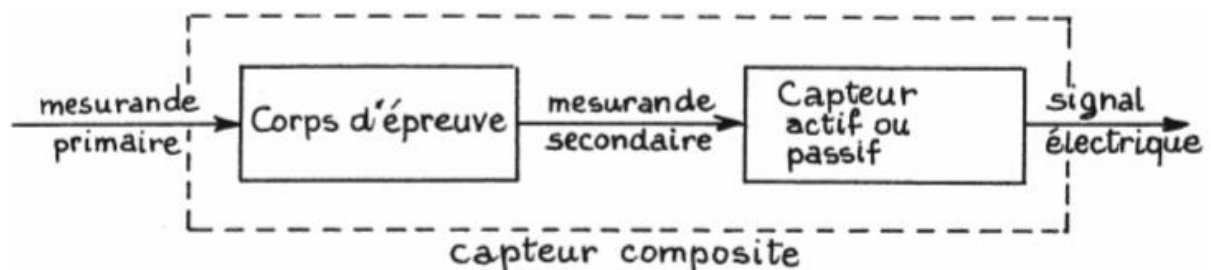 mesurande
primaire
Corps d'épreuve
mesurande
secondaire
Capteur
actif ou
passif
signal
électrique
capteur composite